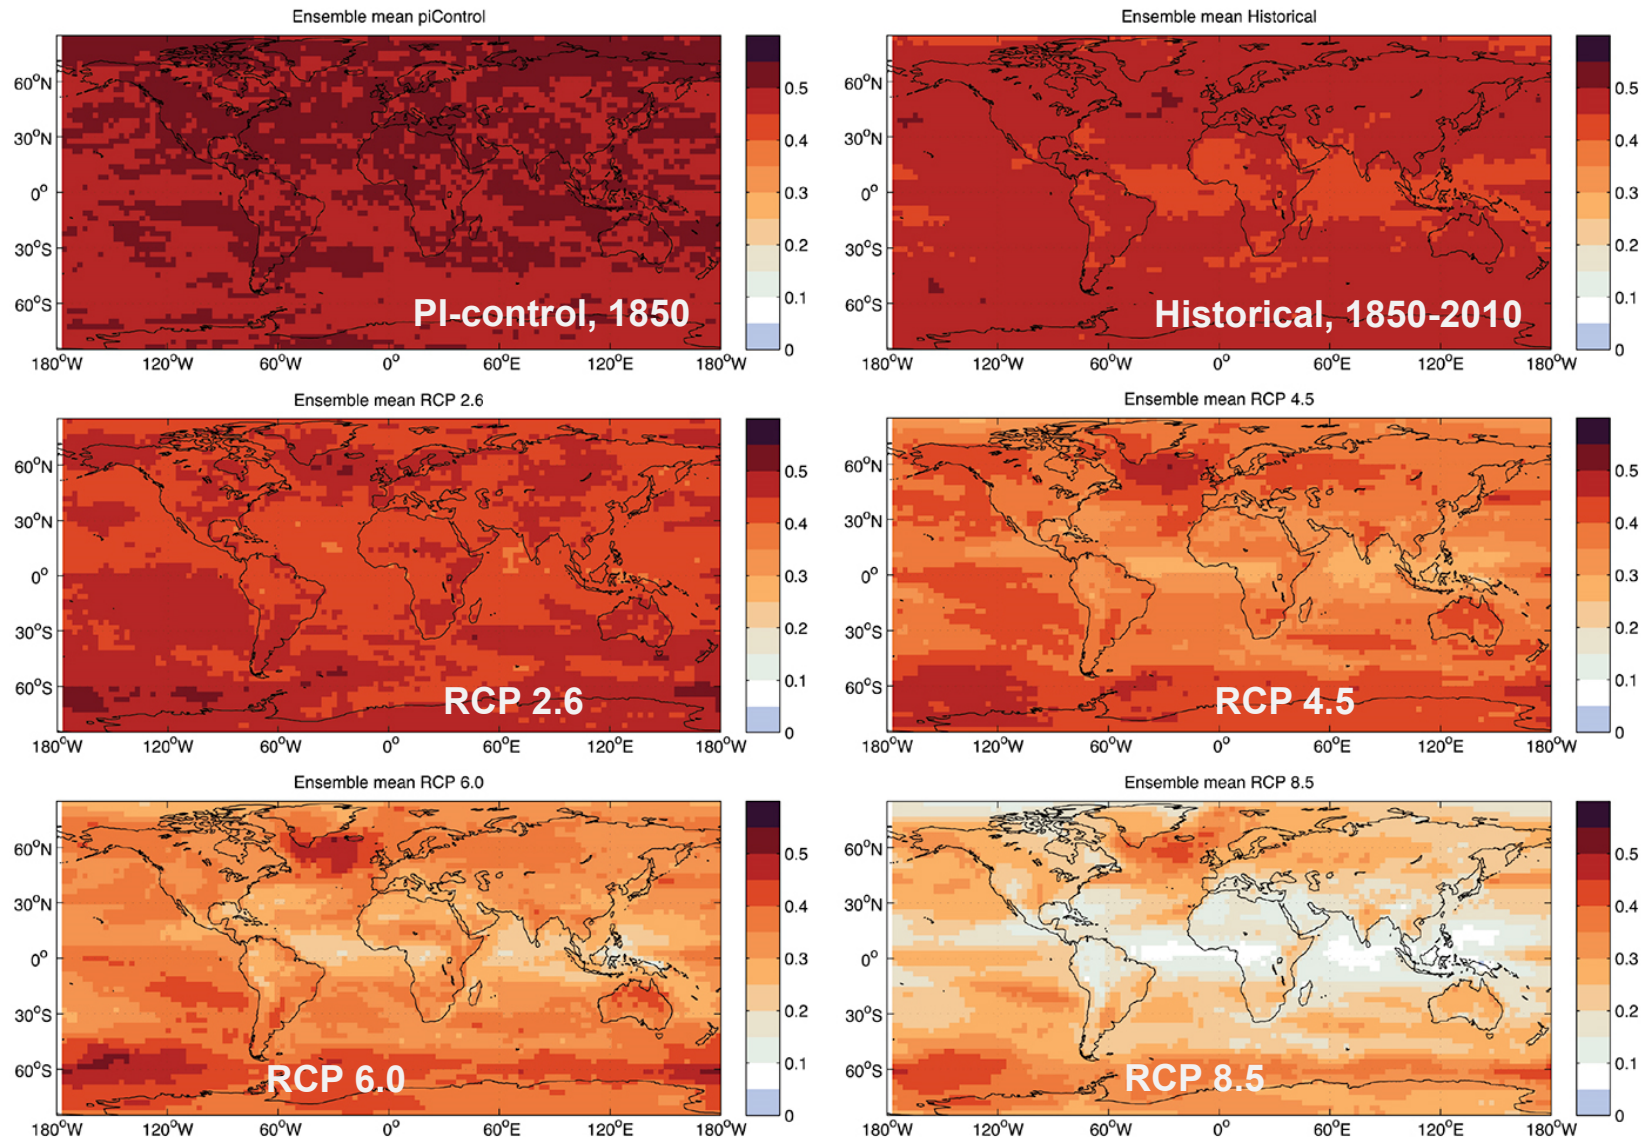 Ensemble mean piControl
60°N
30°N
0°
30°S
60°S
180°W 120°W 60°W 0° 60°E 120°E 180°W
0.5
0.4
0.3
0.2
0.1
0
PI-control, 1850
Ensemble mean Historical
60°N
30°N
0°
30°S
60°S
180°W 120°W 60°W 0° 60°E 120°E 180°W
0.5
0.4
0.3
0.2
0.1
0
Historical, 1850-2010
Ensemble mean RCP 2.6
60°N
30°N
0°
30°S
60°S
180°W 120°W 60°W 0° 60°E 120°E 180°W
0.5
0.4
0.3
0.2
0.1
0
RCP 2.6
Ensemble mean RCP 4.5
60°N
30°N
0°
30°S
60°S
180°W 120°W 60°W 0° 60°E 120°E 180°W
0.5
0.4
0.3
0.2
0.1
0
RCP 4.5
Ensemble mean RCP 6.0
60°N
30°N
0°
30°S
60°S
180°W 120°W 60°W 0° 60°E 120°E 180°W
0.5
0.4
0.3
0.2
0.1
0
RCP 6.0
Ensemble mean RCP 8.5
60°N
30°N
0°
30°S
60°S
180°W 120°W 60°W 0° 60°E 120°E 180°W
0.5
0.4
0.3
0.2
0.1
0
RCP 8.5